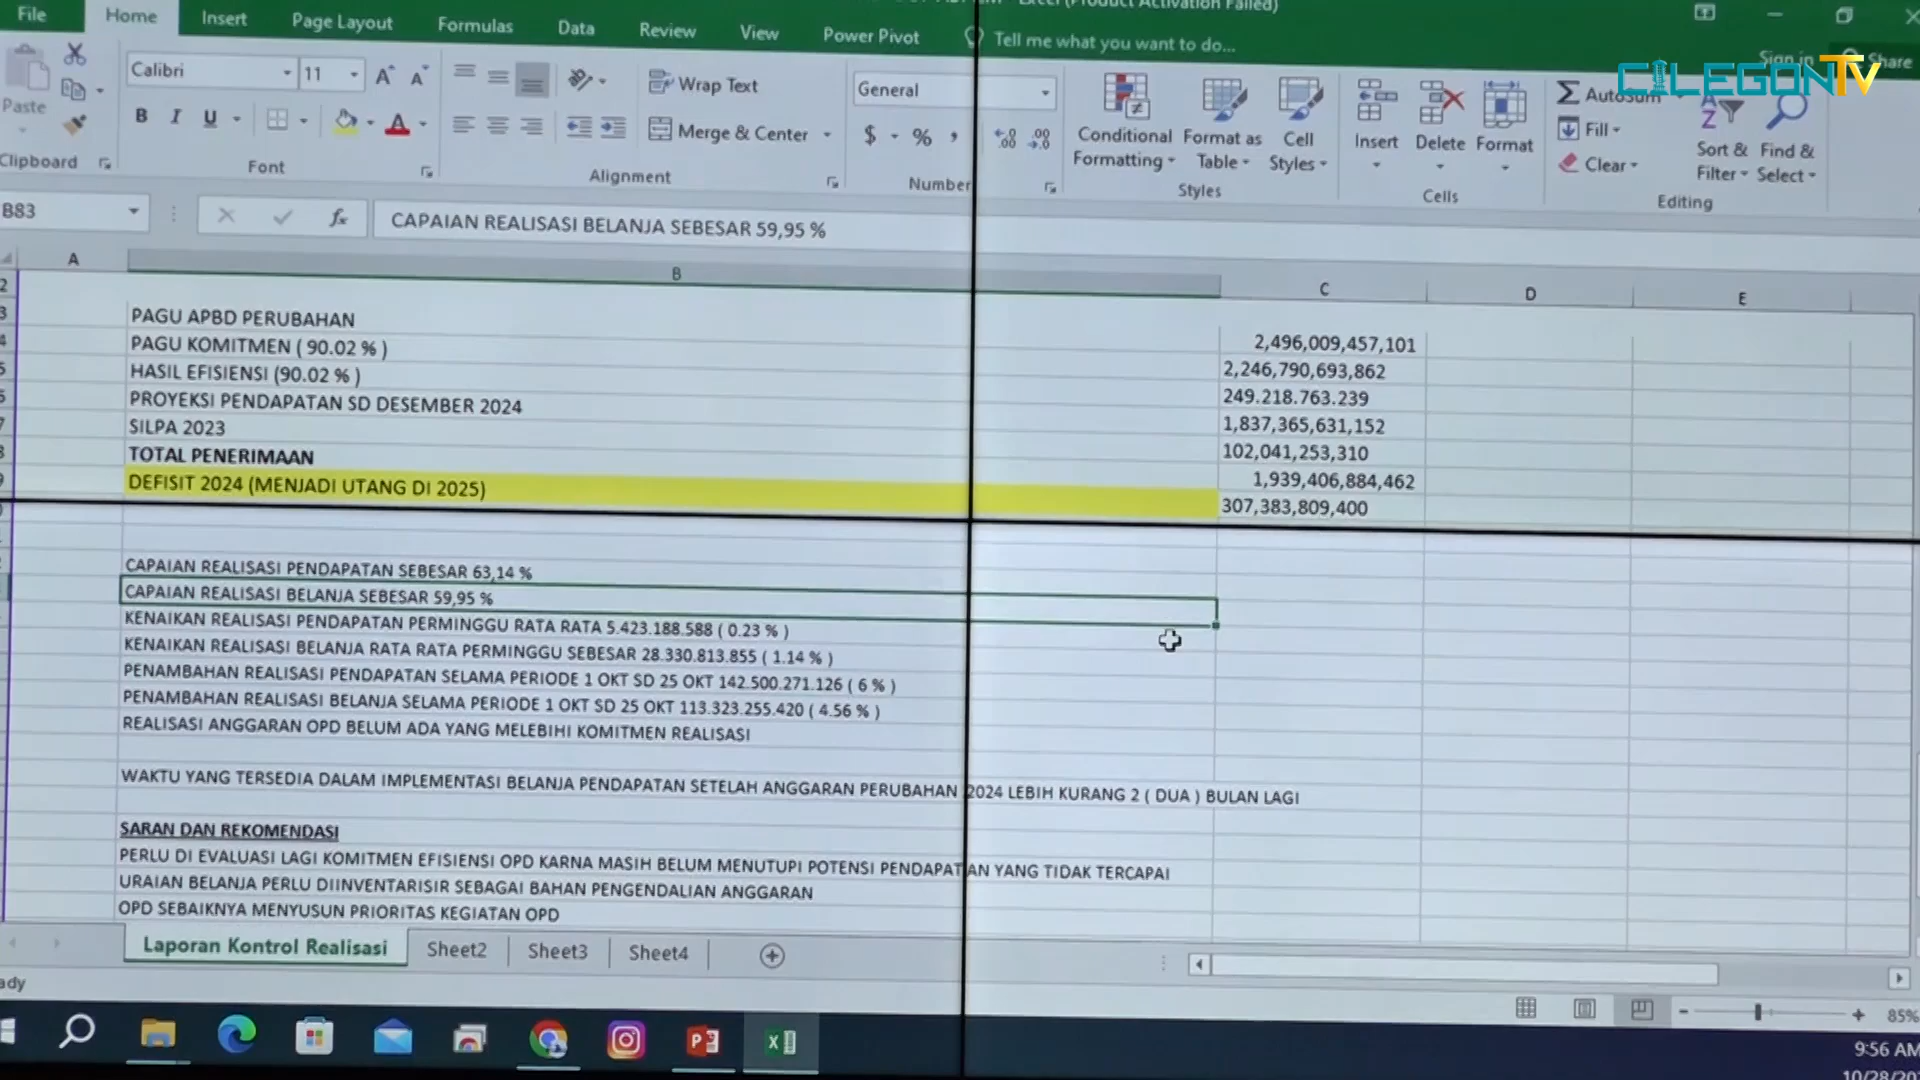 Excel (Product Activation Failed)
File Home Insert Page Layout Formulas Data Review View Power Pivot Tell me what you want to do...
Sign in Share
CILEGONTV
Paste
Clipboard
Calibri 11
B I U
Font
Wrap Text
Merge & Center
Alignment
General
$ % ,
Number
Conditional Formatting
Format as Table
Cell Styles
Styles
Insert Delete Format
Cells
AutoSum
Fill
Clear
Sort & Filter
Find & Select
Editing
B83 fx CAPAIAN REALISASI BELANJA SEBESAR 59,95 %
A B C D E
PAGU APBD PERUBAHAN 2,496,009,457,101
PAGU KOMITMEN ( 90.02 % ) 2,246,790,693,862
HASIL EFISIENSI (90.02 % ) 249.218.763.239
PROYEKSI PENDAPATAN SD DESEMBER 2024 1,837,365,631,152
SILPA 2023 102,041,253,310
TOTAL PENERIMAAN 1,939,406,884,462
DEFISIT 2024 (MENJADI UTANG DI 2025) 307,383,809,400
CAPAIAN REALISASI PENDAPATAN SEBESAR 63,14 %
CAPAIAN REALISASI BELANJA SEBESAR 59,95 %
KENAIKAN REALISASI PENDAPATAN PERMINGGU RATA RATA 5.423.188.588 ( 0.23 % )
KENAIKAN REALISASI BELANJA RATA RATA PERMINGGU SEBESAR 28.330.813.855 ( 1.14 % )
PENAMBAHAN REALISASI PENDAPATAN SELAMA PERIODE 1 OKT SD 25 OKT 142.500.271.126 ( 6 % )
PENAMBAHAN REALISASI BELANJA SELAMA PERIODE 1 OKT SD 25 OKT 113.323.255.420 ( 4.56 % )
REALISASI ANGGARAN OPD BELUM ADA YANG MELEBIHI KOMITMEN REALISASI
WAKTU YANG TERSEDIA DALAM IMPLEMENTASI BELANJA PENDAPATAN SETELAH ANGGARAN PERUBAHAN 2024 LEBIH KURANG 2 ( DUA ) BULAN LAGI
SARAN DAN REKOMENDASI
PERLU DI EVALUASI LAGI KOMITMEN EFISIENSI OPD KARNA MASIH BELUM MENUTUPI POTENSI PENDAPATAN YANG TIDAK TERCAPAI
URAIAN BELANJA PERLU DIINVENTARISIR SEBAGAI BAHAN PENGENDALIAN ANGGARAN
OPD SEBAIKNYA MENYUSUN PRIORITAS KEGIATAN OPD
Laporan Kontrol Realisasi Sheet2 Sheet3 Sheet4
85%
9:56 AM